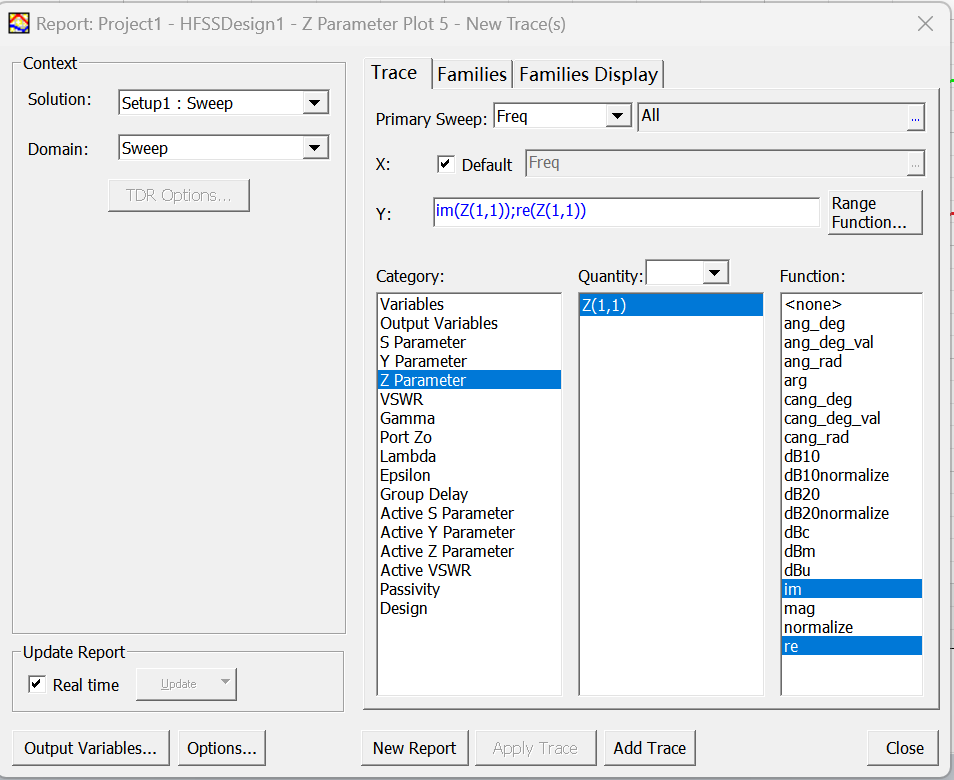 Report: Project1 - HFSSDesign1 - Z Parameter Plot 5 - New Trace(s)
Context
Solution:
Setup1 : Sweep
Domain:
Sweep
TDR Options...
Update Report
Real time
Update
Output Variables...
Options...
Trace
Families
Families Display
Primary Sweep:
Freq
All
...
X:
Default
Freq
...
Y:
im(Z(1,1));re(Z(1,1))
Range
Function...
Category:
Variables
Output Variables
S Parameter
Y Parameter
Z Parameter
VSWR
Gamma
Port Zo
Lambda
Epsilon
Group Delay
Active S Parameter
Active Y Parameter
Active Z Parameter
Active VSWR
Passivity
Design
Quantity:
Z(1,1)
Function:
<none>
ang_deg
ang_deg_val
ang_rad
arg
cang_deg
cang_deg_val
cang_rad
dB10
dB10normalize
dB20
dB20normalize
dBc
dBm
dBu
im
mag
normalize
re
New Report
Apply Trace
Add Trace
Close